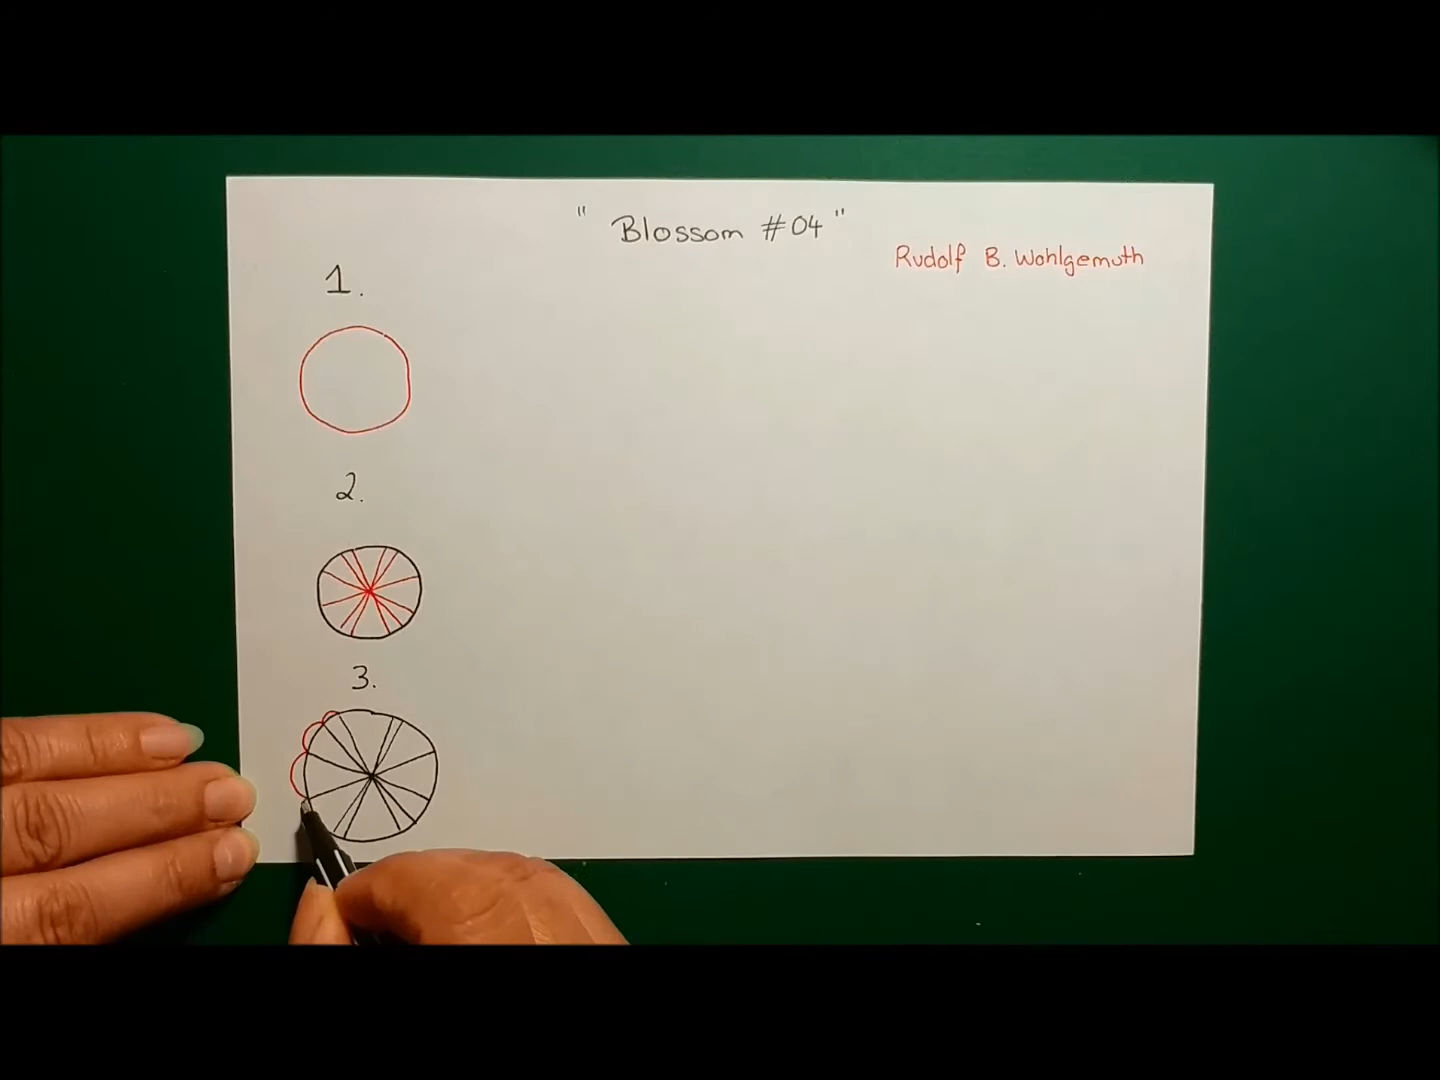 " Blossom #04 "
Rudolf B. Wohlgemuth
1.
2.
3.